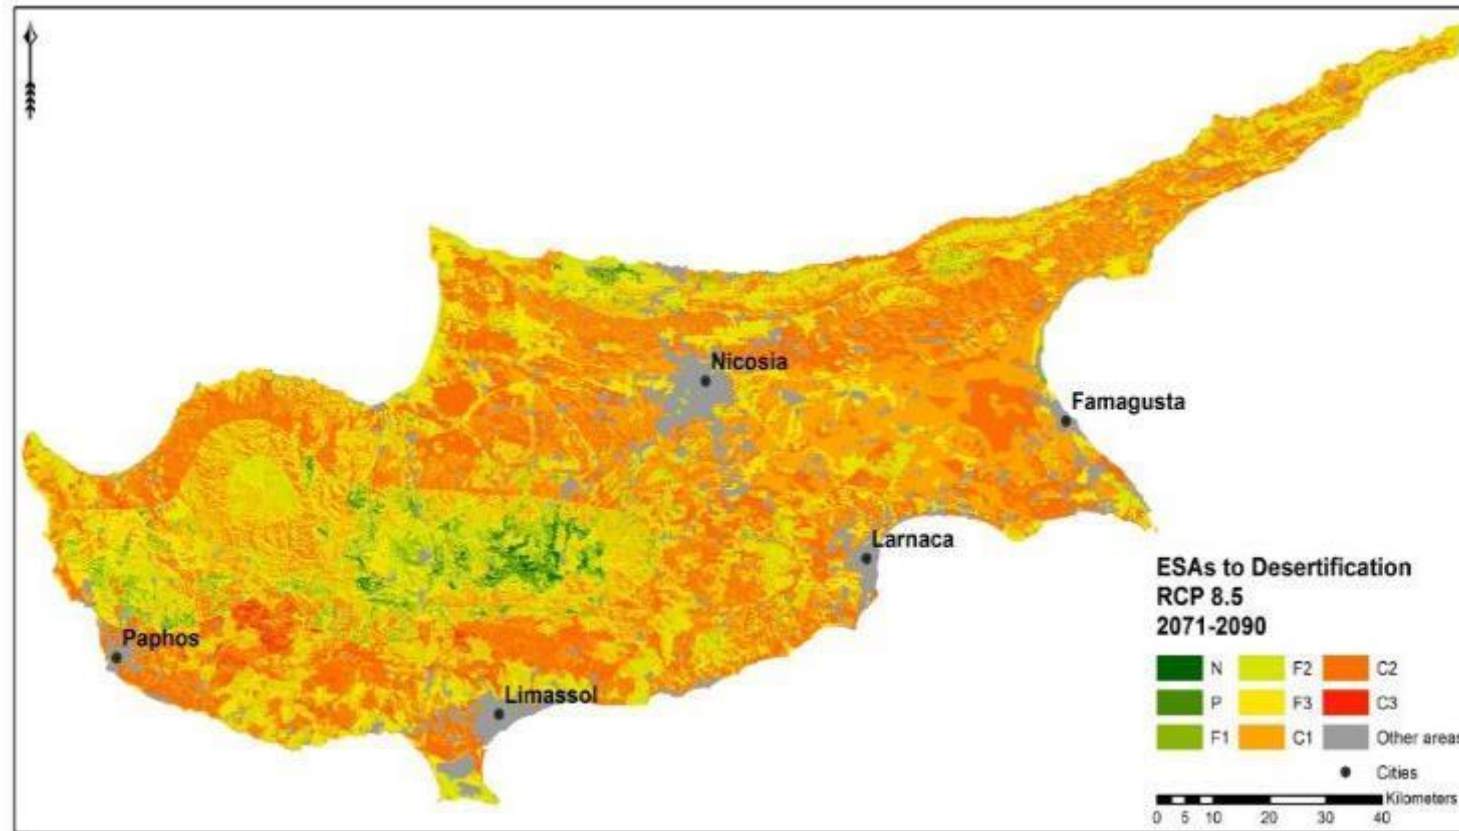 Nicosia
Famagusta
Larnaca
Paphos
Limassol
ESAs to Desertification
RCP 8.5
2071-2090
N F2 C2
P F3 C3
F1 C1 Other areas
Cities
Kilometers
0 5 10 20 30 40